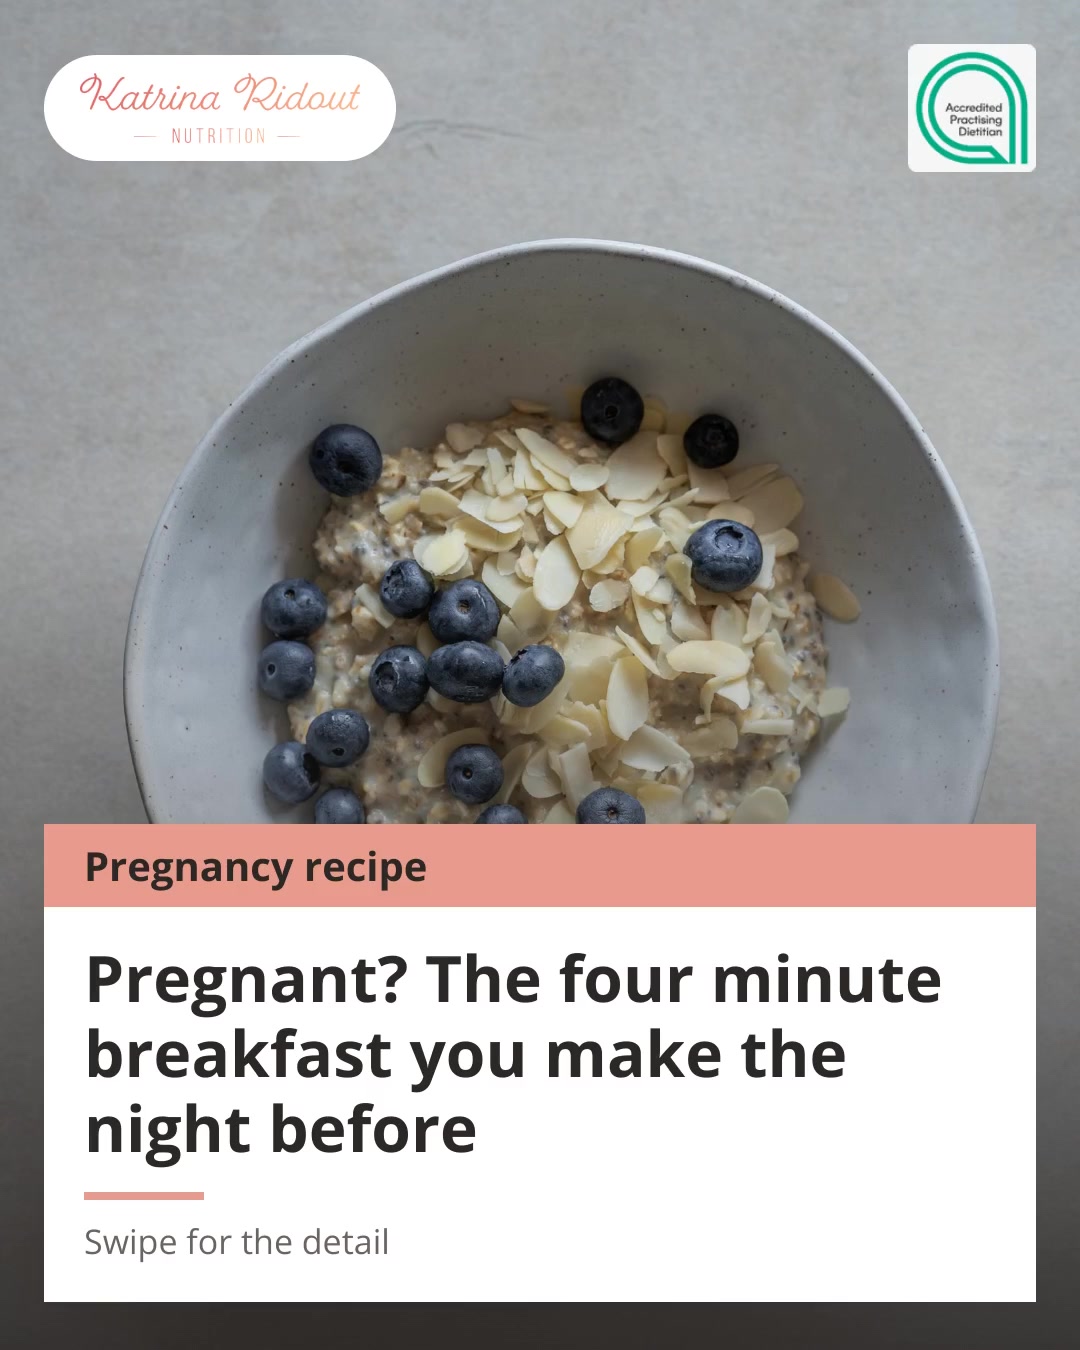 Katrina Ridout
NUTRITION
Accredited
Practising
Dietitian
Pregnancy recipe
Pregnant? The four minute
breakfast you make the
night before
Swipe for the detail